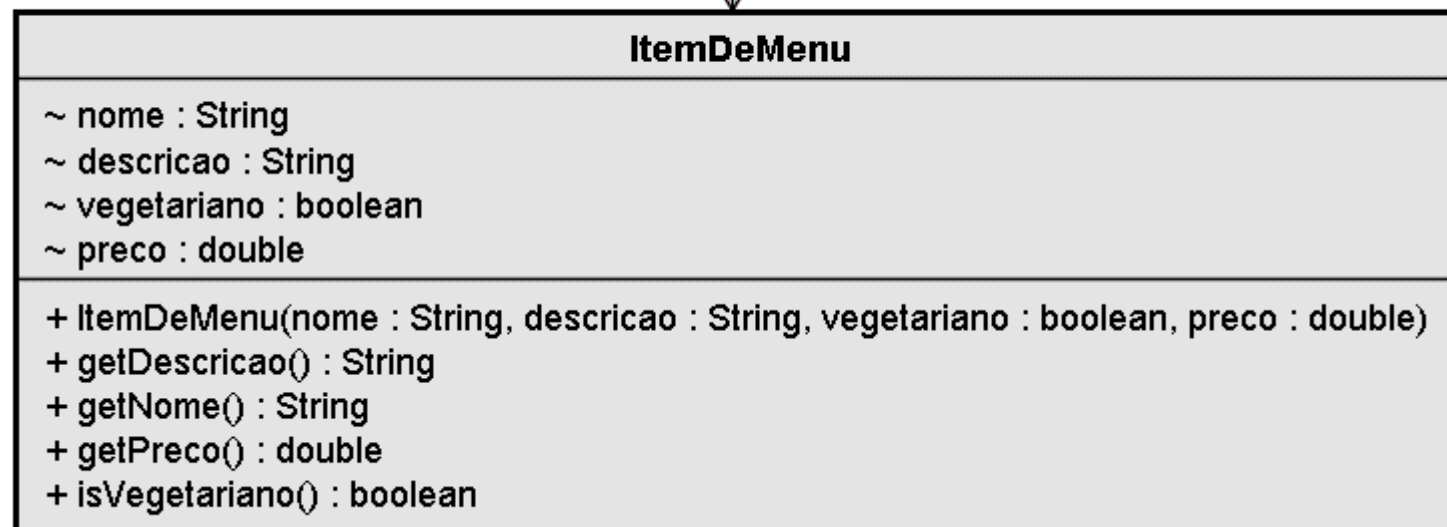 ItemDeMenu
~ nome : String
~ descricao : String
~ vegetariano : boolean
~ preco : double
+ ItemDeMenu(nome : String, descricao : String, vegetariano : boolean, preco : double)
+ getDescricao() : String
+ getNome() : String
+ getPreco() : double
+ isVegetariano() : boolean